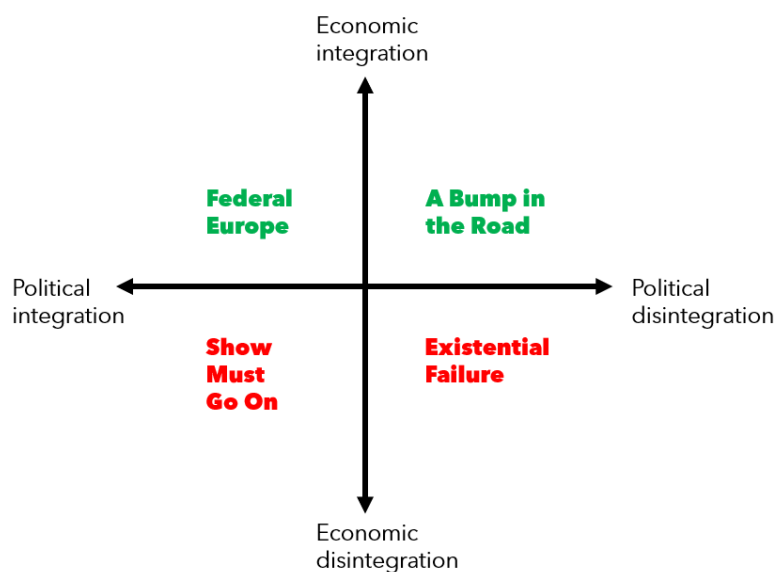 Economic
integration
Federal
Europe
A Bump in
the Road
Political
integration
Political
disintegration
Show
Must
Go On
Existential
Failure
Economic
disintegration